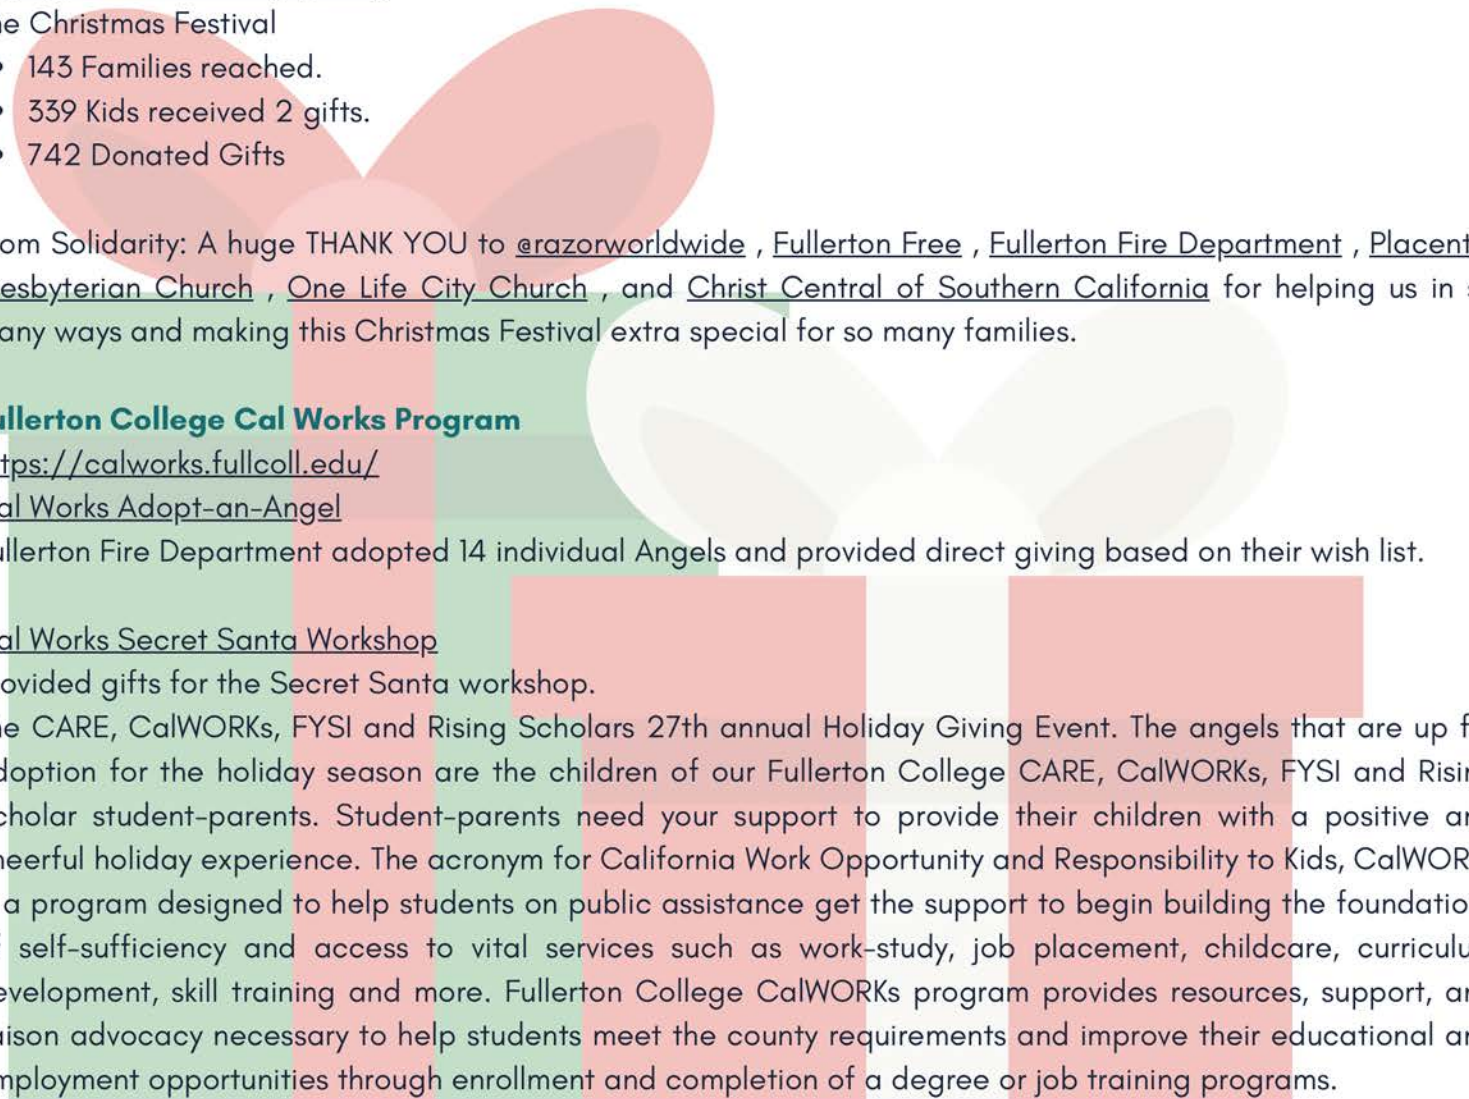 he Christmas Festival
• 143 Families reached.
• 339 Kids received 2 gifts.
• 742 Donated Gifts
om Solidarity: A huge THANK YOU to @razorworldwide , Fullerton Free , Fullerton Fire Department , Placent
esbyterian Church , One Life City Church , and Christ Central of Southern California for helping us in s
any ways and making this Christmas Festival extra special for so many families.
ullerton College Cal Works Program
tps://calworks.fullcoll.edu/
al Works Adopt-an-Angel
ullerton Fire Department adopted 14 individual Angels and provided direct giving based on their wish list.
al Works Secret Santa Workshop
ovided gifts for the Secret Santa workshop.
he CARE, CalWORKs, FYSI and Rising Scholars 27th annual Holiday Giving Event. The angels that are up f
doption for the holiday season are the children of our Fullerton College CARE, CalWORKs, FYSI and Risin
cholar student-parents. Student-parents need your support to provide their children with a positive an
heerful holiday experience. The acronym for California Work Opportunity and Responsibility to Kids, CalWOR
a program designed to help students on public assistance get the support to begin building the foundatio
f self-sufficiency and access to vital services such as work-study, job placement, childcare, curriculu
evelopment, skill training and more. Fullerton College CalWORKs program provides resources, support, an
aison advocacy necessary to help students meet the county requirements and improve their educational an
mployment opportunities through enrollment and completion of a degree or job training programs.